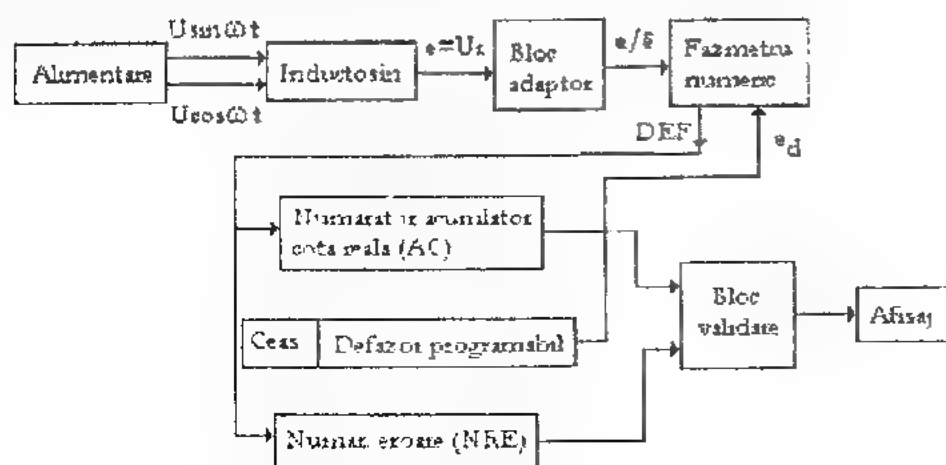 Usinωt
Alimentare
Ucosωt
Inductosin
e=Ux
Bloc
adaptor
e/ê
Fazmetru
numeric
DEF
ed
Numarat r acumulator
cota reala (AC)
Ceas
Defazor programabil
Numar. eroare (NRE)
Bloc
validare
Afisaj